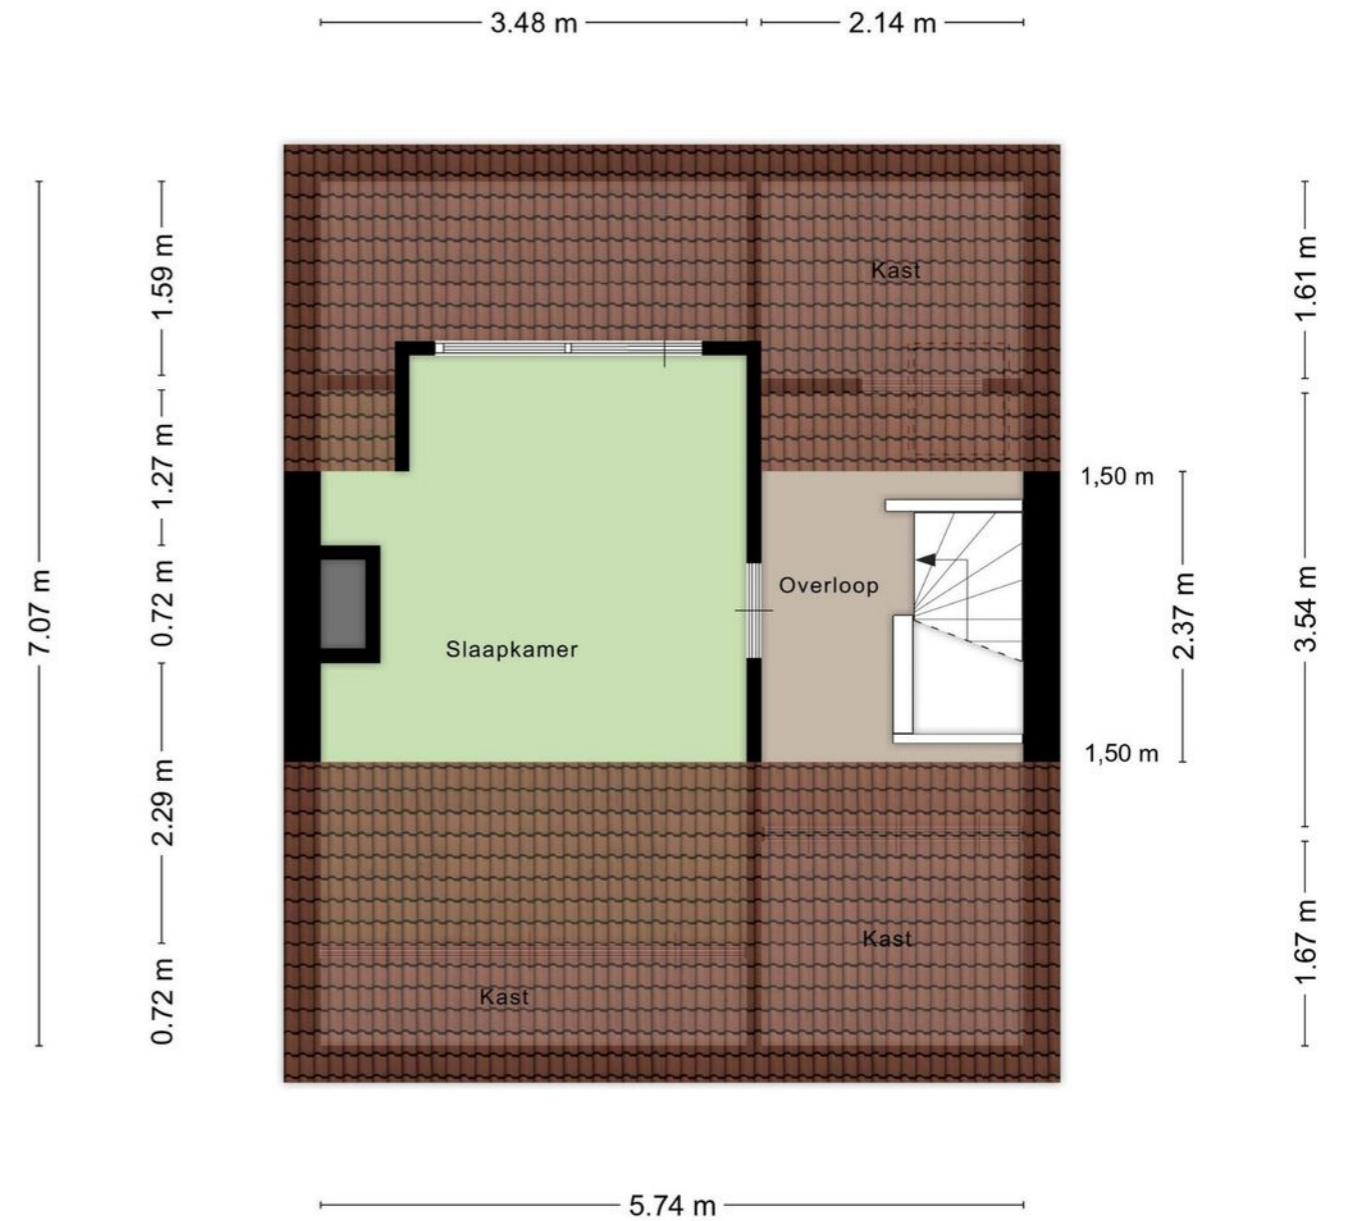 3.48 m
2.14 m
1.59 m
1.61 m
Kast
1.27 m
1,50 m
7.07 m
0.72 m
Overloop
2.37 m
3.54 m
Slaapkamer
1,50 m
2.29 m
Kast
1.67 m
Kast
0.72 m
5.74 m